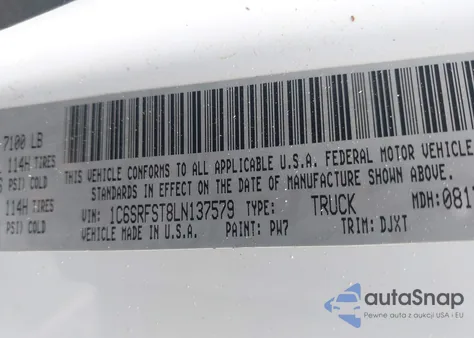 7100 LB
114H TIRES
PSI) COLD
114H TIRES
PSI) COLD
THIS VEHICLE CONFORMS TO ALL APPLICABLE U.S.A. FEDERAL MOTOR VEHICLE
STANDARDS IN EFFECT ON THE DATE OF MANUFACTURE SHOWN ABOVE.
VIN: 1C6SRFST8LN137579 TYPE: TRUCK MDH: 081
VEHICLE MADE IN U.S.A. PAINT: PW7 TRIM: DJXT
autoSnap
Pewne auta z aukcji USA i EU